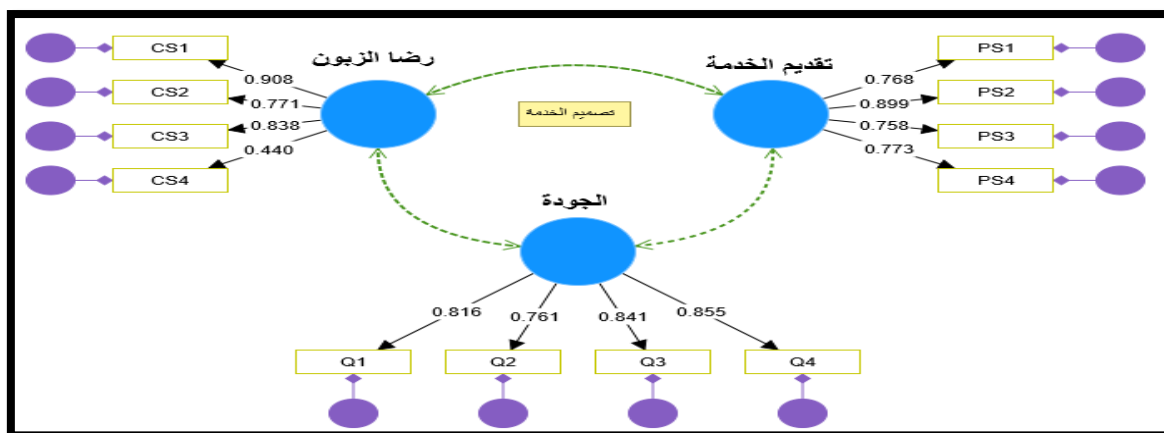 رضا الزبون
تقديم الخدمة
تصميم الخدمة
الجودة
CS1
CS2
CS3
CS4
0.908
0.771
0.838
0.440
PS1
PS2
PS3
PS4
0.768
0.899
0.758
0.773
0.816
0.761
0.841
0.855
Q1
Q2
Q3
Q4